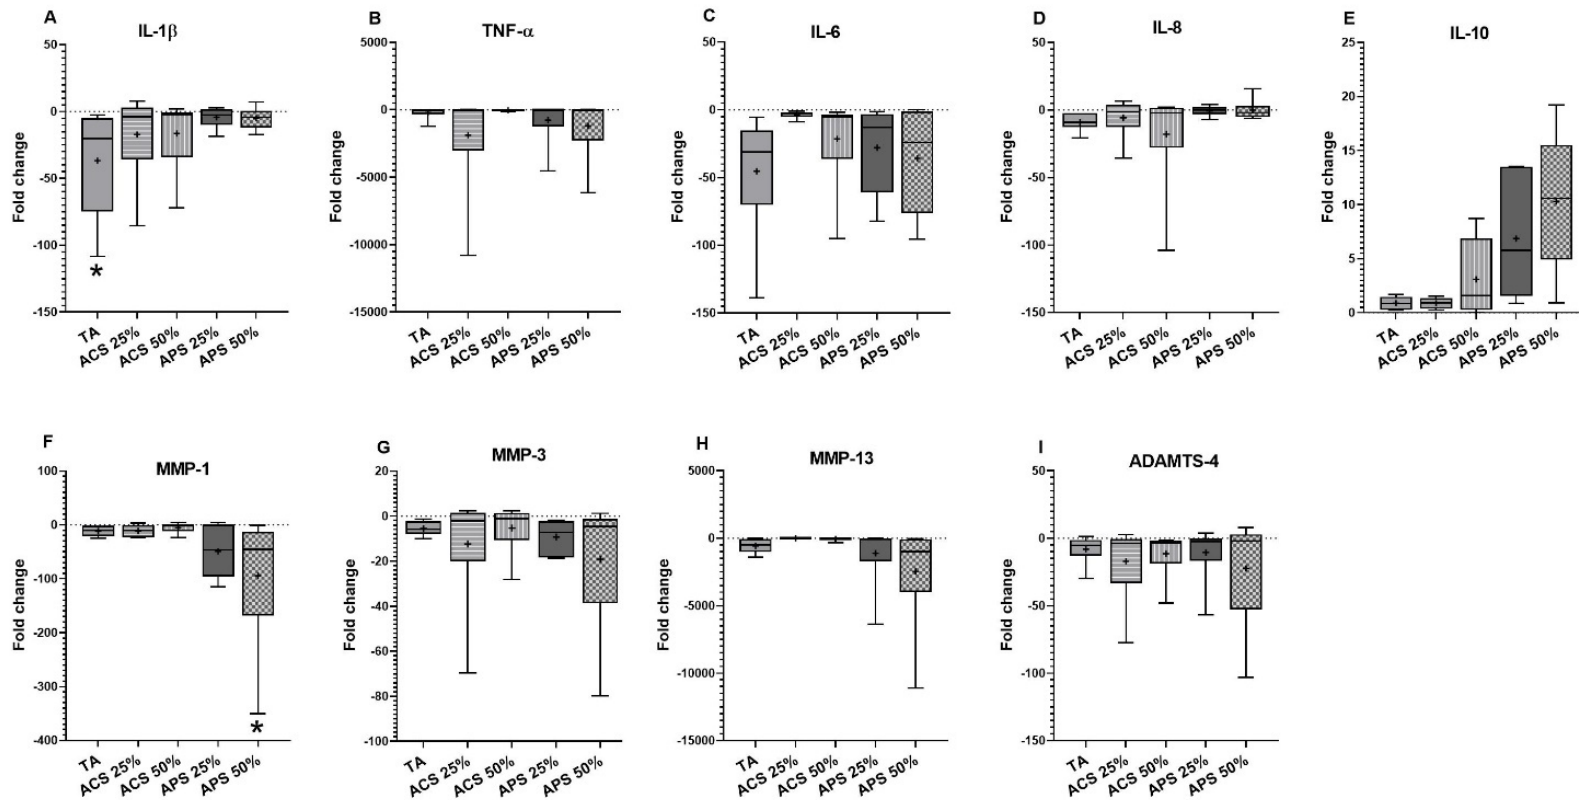 A
IL-1β
Fold change
50
0
-50
-100
-150
*
TA
ACS 25%
ACS 50%
APS 25%
APS 50%
B
TNF-α
Fold change
5000
0
-5000
-10000
-15000
TA
ACS 25%
ACS 50%
APS 25%
APS 50%
C
IL-6
Fold change
50
0
-50
-100
-150
TA
ACS 25%
ACS 50%
APS 25%
APS 50%
D
IL-8
Fold change
50
0
-50
-100
-150
TA
ACS 25%
ACS 50%
APS 25%
APS 50%
E
IL-10
Fold change
25
20
15
10
5
0
TA
ACS 25%
ACS 50%
APS 25%
APS 50%
F
MMP-1
Fold change
100
0
-100
-200
-300
-400
*
TA
ACS 25%
ACS 50%
APS 25%
APS 50%
G
MMP-3
Fold change
20
0
-20
-40
-60
-80
-100
TA
ACS 25%
ACS 50%
APS 25%
APS 50%
H
MMP-13
Fold change
5000
0
-5000
-10000
-15000
TA
ACS 25%
ACS 50%
APS 25%
APS 50%
I
ADAMTS-4
Fold change
50
0
-50
-100
-150
TA
ACS 25%
ACS 50%
APS 25%
APS 50%